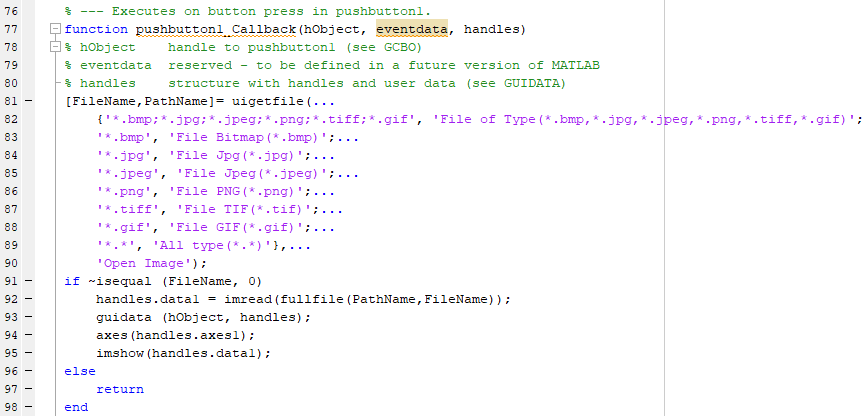 76 % --- Executes on button press in pushbutton1.
77 function pushbutton1_Callback(hObject, eventdata, handles)
78 % hObject    handle to pushbutton1 (see GCBO)
79 % eventdata  reserved - to be defined in a future version of MATLAB
80 % handles    structure with handles and user data (see GUIDATA)
81 - [FileName,PathName]= uigetfile(...
82     {'*.bmp;*.jpg;*.jpeg;*.png;*.tiff;*.gif', 'File of Type(*.bmp,*.jpg,*.jpeg,*.png,*.tiff,*.gif)';
83     '*.bmp', 'File Bitmap(*.bmp)';...
84     '*.jpg', 'File Jpg(*.jpg)';...
85     '*.jpeg', 'File Jpeg(*.jpeg)';...
86     '*.png', 'File PNG(*.png)';...
87     '*.tiff', 'File TIF(*.tif)';...
88     '*.gif', 'File GIF(*.gif)';...
89     '*.*', 'All type(*.*)'},...
90     'Open Image');
91 - if ~isequal (FileName, 0)
92 -     handles.data1 = imread(fullfile(PathName,FileName));
93 -     guidata (hObject, handles);
94 -     axes(handles.axes1);
95 -     imshow(handles.data1);
96 - else
97 -     return
98 - end